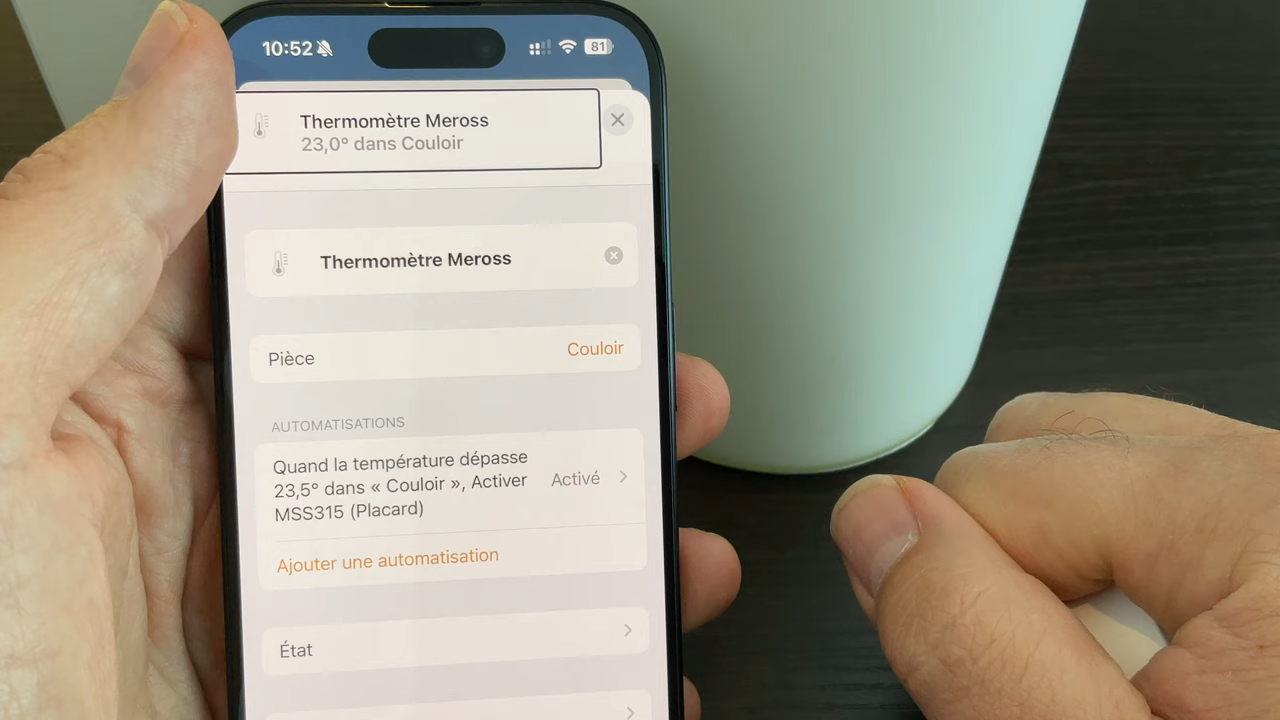 10:52
81
Thermomètre Meross
23,0° dans Couloir
Thermomètre Meross
Pièce
Couloir
AUTOMATISATIONS
Quand la température dépasse
23,5° dans « Couloir », Activer
MSS315 (Placard)
Activé
Ajouter une automatisation
État